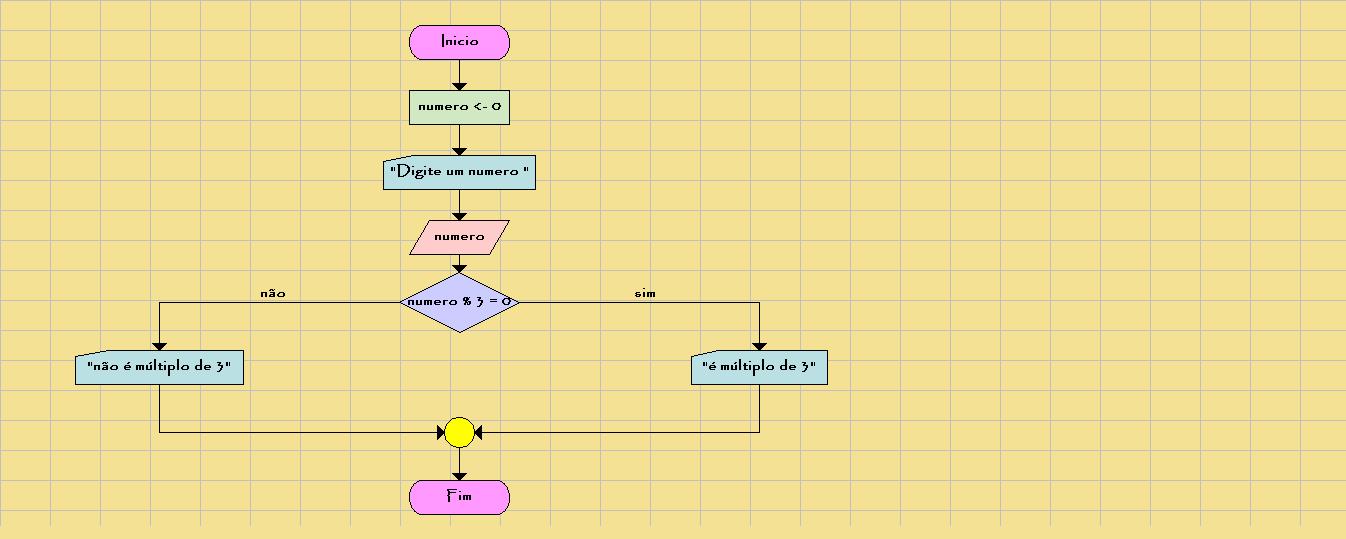 Inicio
numero <- 0
"Digite um numero "
numero
numero % 3 = 0
não
sim
"não é múltiplo de 3"
"é múltiplo de 3"
Fim